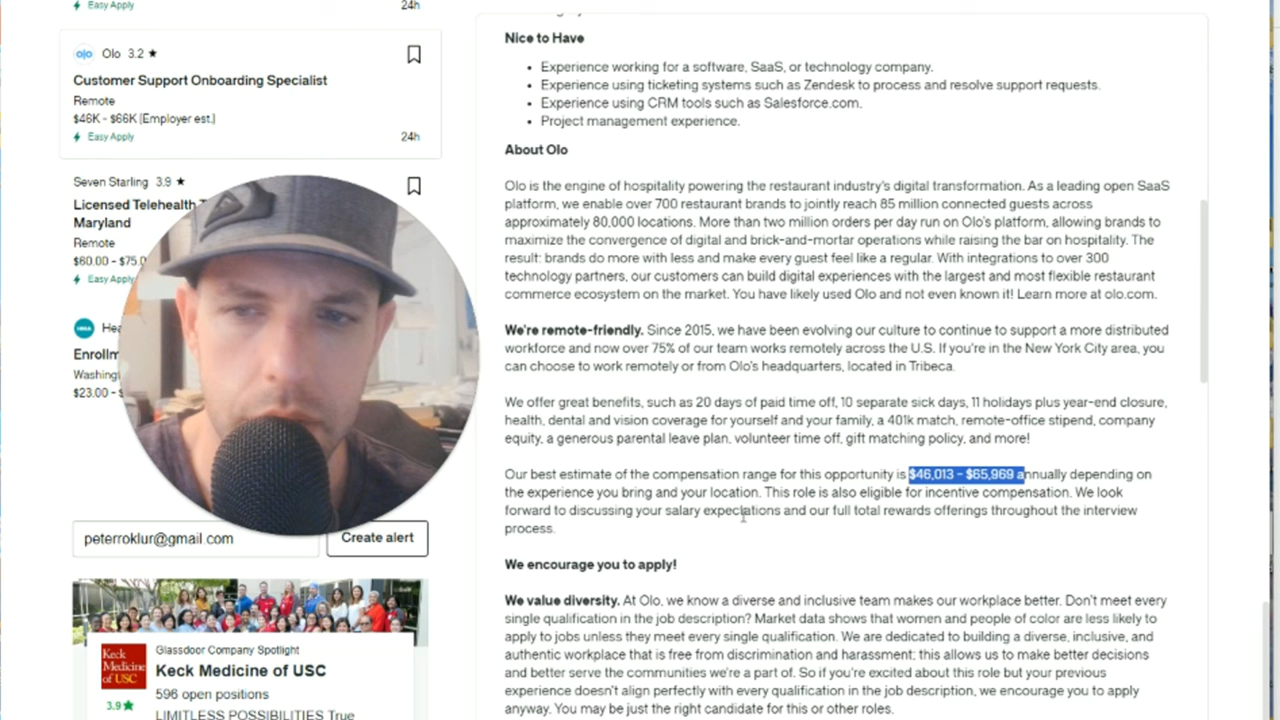 Easy Apply
24h
olo Olo 3.2 ★
Customer Support Onboarding Specialist
Remote
$46K - $66K (Employer est.)
Easy Apply
24h
Seven Starling 3.9 ★
Licensed Telehealth
Maryland
Remote
$60.00 - $75.0
Easy Apply
Enrollm
Washing
$23.00 -
peterroklur@gmail.com
Create alert
Glassdoor Company Spotlight
Keck Medicine of USC
Keck
Medicine
of USC
3.9 ★
596 open positions
LIMITLESS POSSIBILITIES True
Nice to Have
• Experience working for a software, SaaS, or technology company.
• Experience using ticketing systems such as Zendesk to process and resolve support requests.
• Experience using CRM tools such as Salesforce.com.
• Project management experience.
About Olo
Olo is the engine of hospitality powering the restaurant industry's digital transformation. As a leading open SaaS
platform, we enable over 700 restaurant brands to jointly reach 85 million connected guests across
approximately 80,000 locations. More than two million orders per day run on Olo's platform, allowing brands to
maximize the convergence of digital and brick-and-mortar operations while raising the bar on hospitality. The
result: brands do more with less and make every guest feel like a regular. With integrations to over 300
technology partners, our customers can build digital experiences with the largest and most flexible restaurant
commerce ecosystem on the market. You have likely used Olo and not even known it! Learn more at olo.com.
We're remote-friendly. Since 2015, we have been evolving our culture to continue to support a more distributed
workforce and now over 75% of our team works remotely across the U.S. If you're in the New York City area, you
can choose to work remotely or from Olo's headquarters, located in Tribeca.
We offer great benefits, such as 20 days of paid time off, 10 separate sick days, 11 holidays plus year-end closure,
health, dental and vision coverage for yourself and your family, a 401k match, remote-office stipend, company
equity, a generous parental leave plan, volunteer time off, gift matching policy, and more!
Our best estimate of the compensation range for this opportunity is $46,013 - $65,969 annually depending on
the experience you bring and your location. This role is also eligible for incentive compensation. We look
forward to discussing your salary expectations and our full total rewards offerings throughout the interview
process.
We encourage you to apply!
We value diversity. At Olo, we know a diverse and inclusive team makes our workplace better. Don't meet every
single qualification in the job description? Market data shows that women and people of color are less likely to
apply to jobs unless they meet every single qualification. We are dedicated to building a diverse, inclusive, and
authentic workplace that is free from discrimination and harassment; this allows us to make better decisions
and better serve the communities we're a part of. So if you're excited about this role but your previous
experience doesn't align perfectly with every qualification in the job description, we encourage you to apply
anyway. You may be just the right candidate for this or other roles.